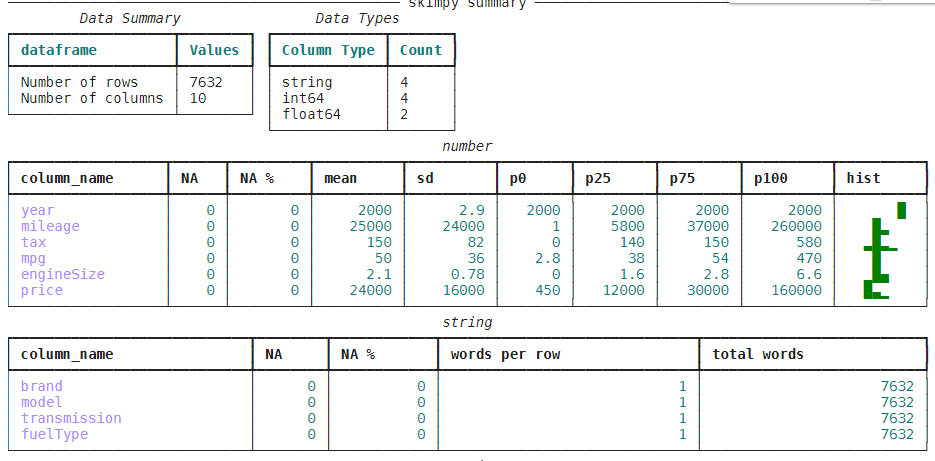 skimpy summary
Data Summary Data Types
dataframe Values Column Type Count
Number of rows 7632 string 4
Number of columns 10 int64 4
float64 2
number
column_name NA NA % mean sd p0 p25 p75 p100 hist
year 0 0 2000 2.9 2000 2000 2000 2000
mileage 0 0 25000 24000 1 5800 37000 260000
tax 0 0 150 82 0 140 150 580
mpg 0 0 50 36 2.8 38 54 470
engineSize 0 0 2.1 0.78 0 1.6 2.8 6.6
price 0 0 24000 16000 450 12000 30000 160000
string
column_name NA NA % words per row total words
brand 0 0 1 7632
model 0 0 1 7632
transmission 0 0 1 7632
fuelType 0 0 1 7632